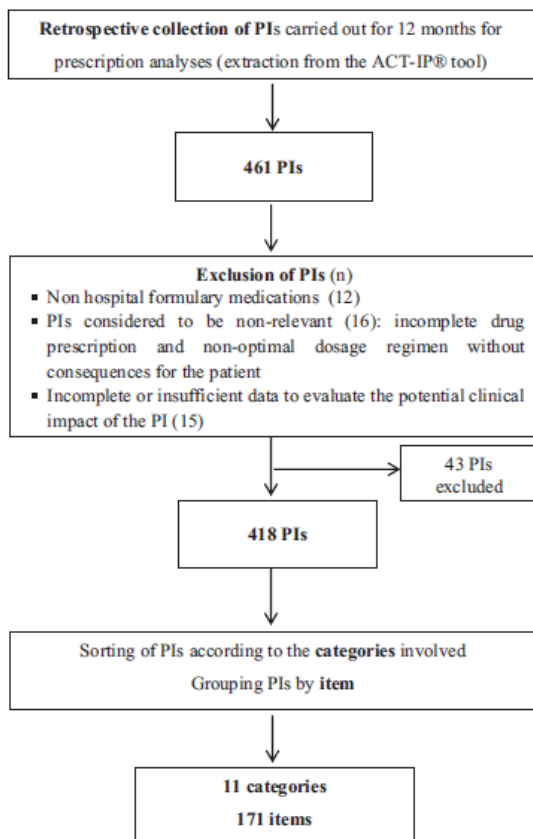 Retrospective collection of PIs carried out for 12 months for
prescription analyses (extraction from the ACT-IP® tool)
461 PIs
Exclusion of PIs (n)
▪ Non hospital formulary medications (12)
▪ PIs considered to be non-relevant (16): incomplete drug
prescription and non-optimal dosage regimen without
consequences for the patient
▪ Incomplete or insufficient data to evaluate the potential clinical
impact of the PI (15)
43 PIs
excluded
418 PIs
Sorting of PIs according to the categories involved
Grouping PIs by item
11 categories
171 items